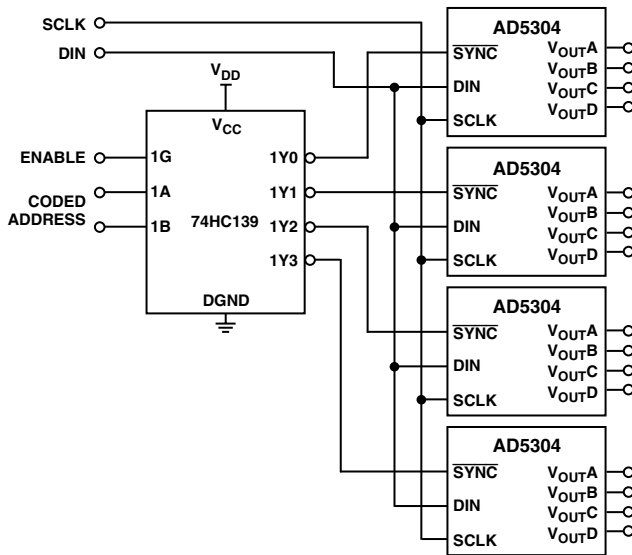 SCLK
DIN
V_DD
V_CC
ENABLE
CODED
ADDRESS
1G
1A
1B
74HC139
1Y0
1Y1
1Y2
1Y3
DGND
AD5304
SYNC
DIN
SCLK
V_OUTA
V_OUTB
V_OUTC
V_OUTD
AD5304
SYNC
DIN
SCLK
V_OUTA
V_OUTB
V_OUTC
V_OUTD
AD5304
SYNC
DIN
SCLK
V_OUTA
V_OUTB
V_OUTC
V_OUTD
AD5304
SYNC
DIN
SCLK
V_OUTA
V_OUTB
V_OUTC
V_OUTD